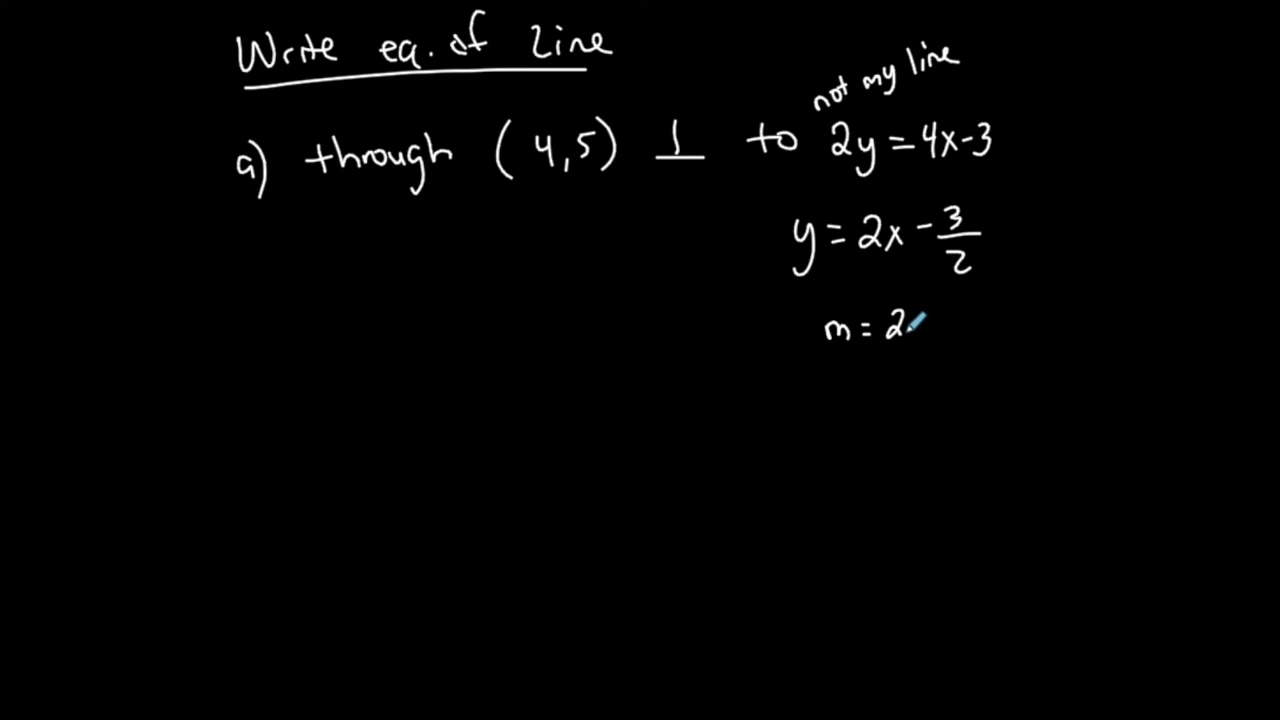 Write eq. of line
not my line
a) through (4,5) ⊥ to 2y = 4x-3
y = 2x - 3/2
m = 2